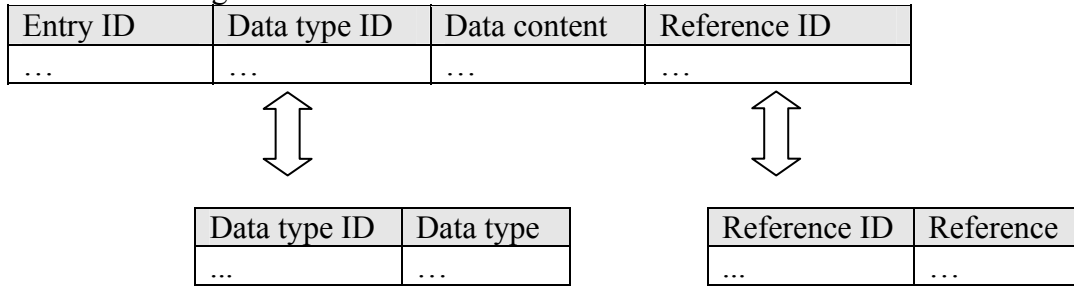 Entry ID Data type ID Data content Reference ID
… … … …
Data type ID Data type Reference ID Reference
... … ... …